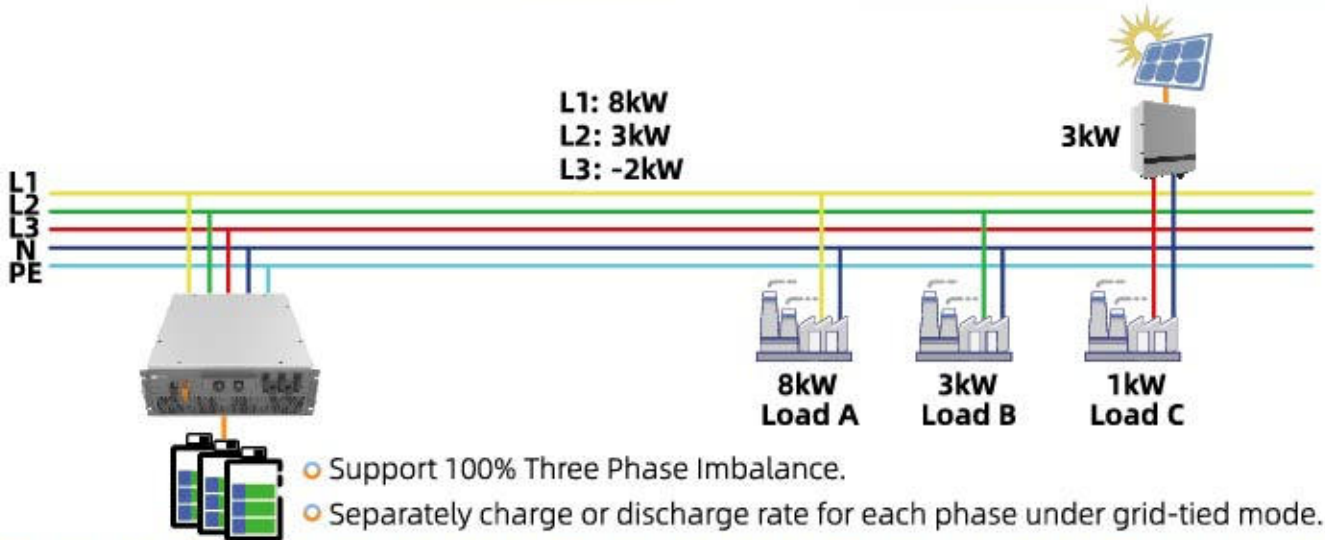 L1: 8kW
L2: 3kW
L3: -2kW
3kW
L1
L2
L3
N
PE
8kW
Load A
3kW
Load B
1kW
Load C
Support 100% Three Phase Imbalance.
Separately charge or discharge rate for each phase under grid-tied mode.